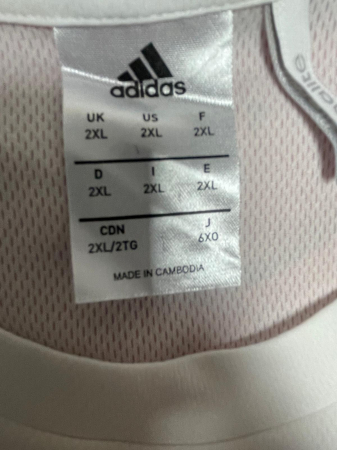 adidas
UK US F
2XL 2XL 2XL
D I E
2XL 2XL 2XL
CDN J
2XL/2TG 6XO
MADE IN CAMBODIA